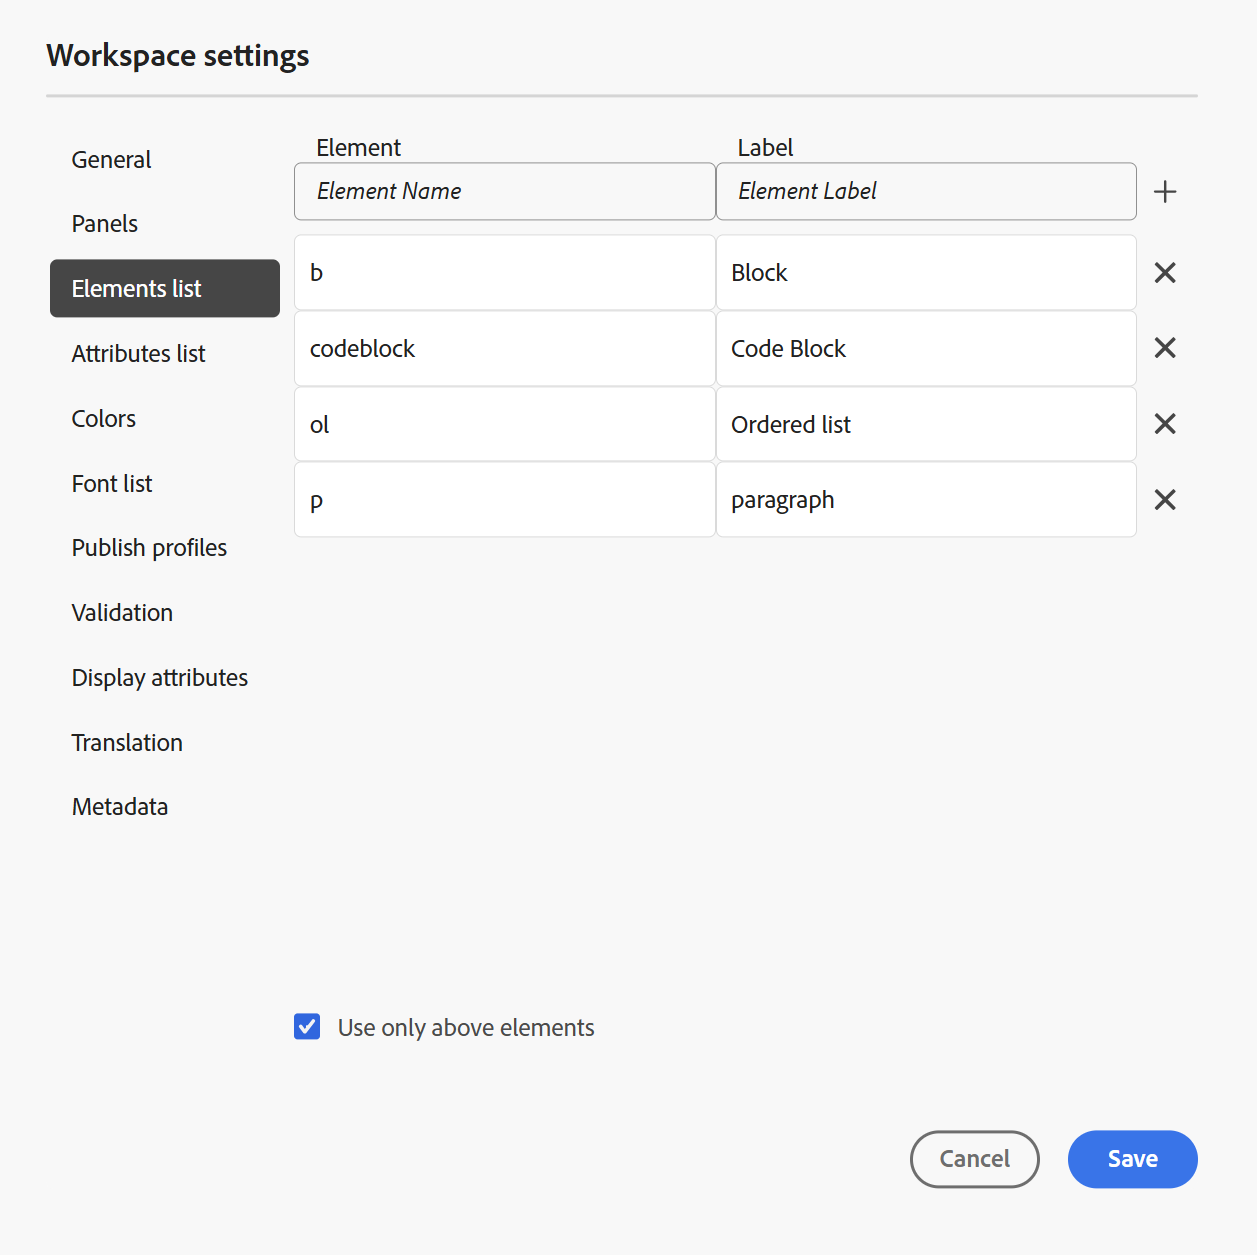 Workspace settings
General
Panels
Elements list
Attributes list
Colors
Font list
Publish profiles
Validation
Display attributes
Translation
Metadata
Element Label
Element Name Element Label
b Block
codeblock Code Block
ol Ordered list
p paragraph
Use only above elements
Cancel Save